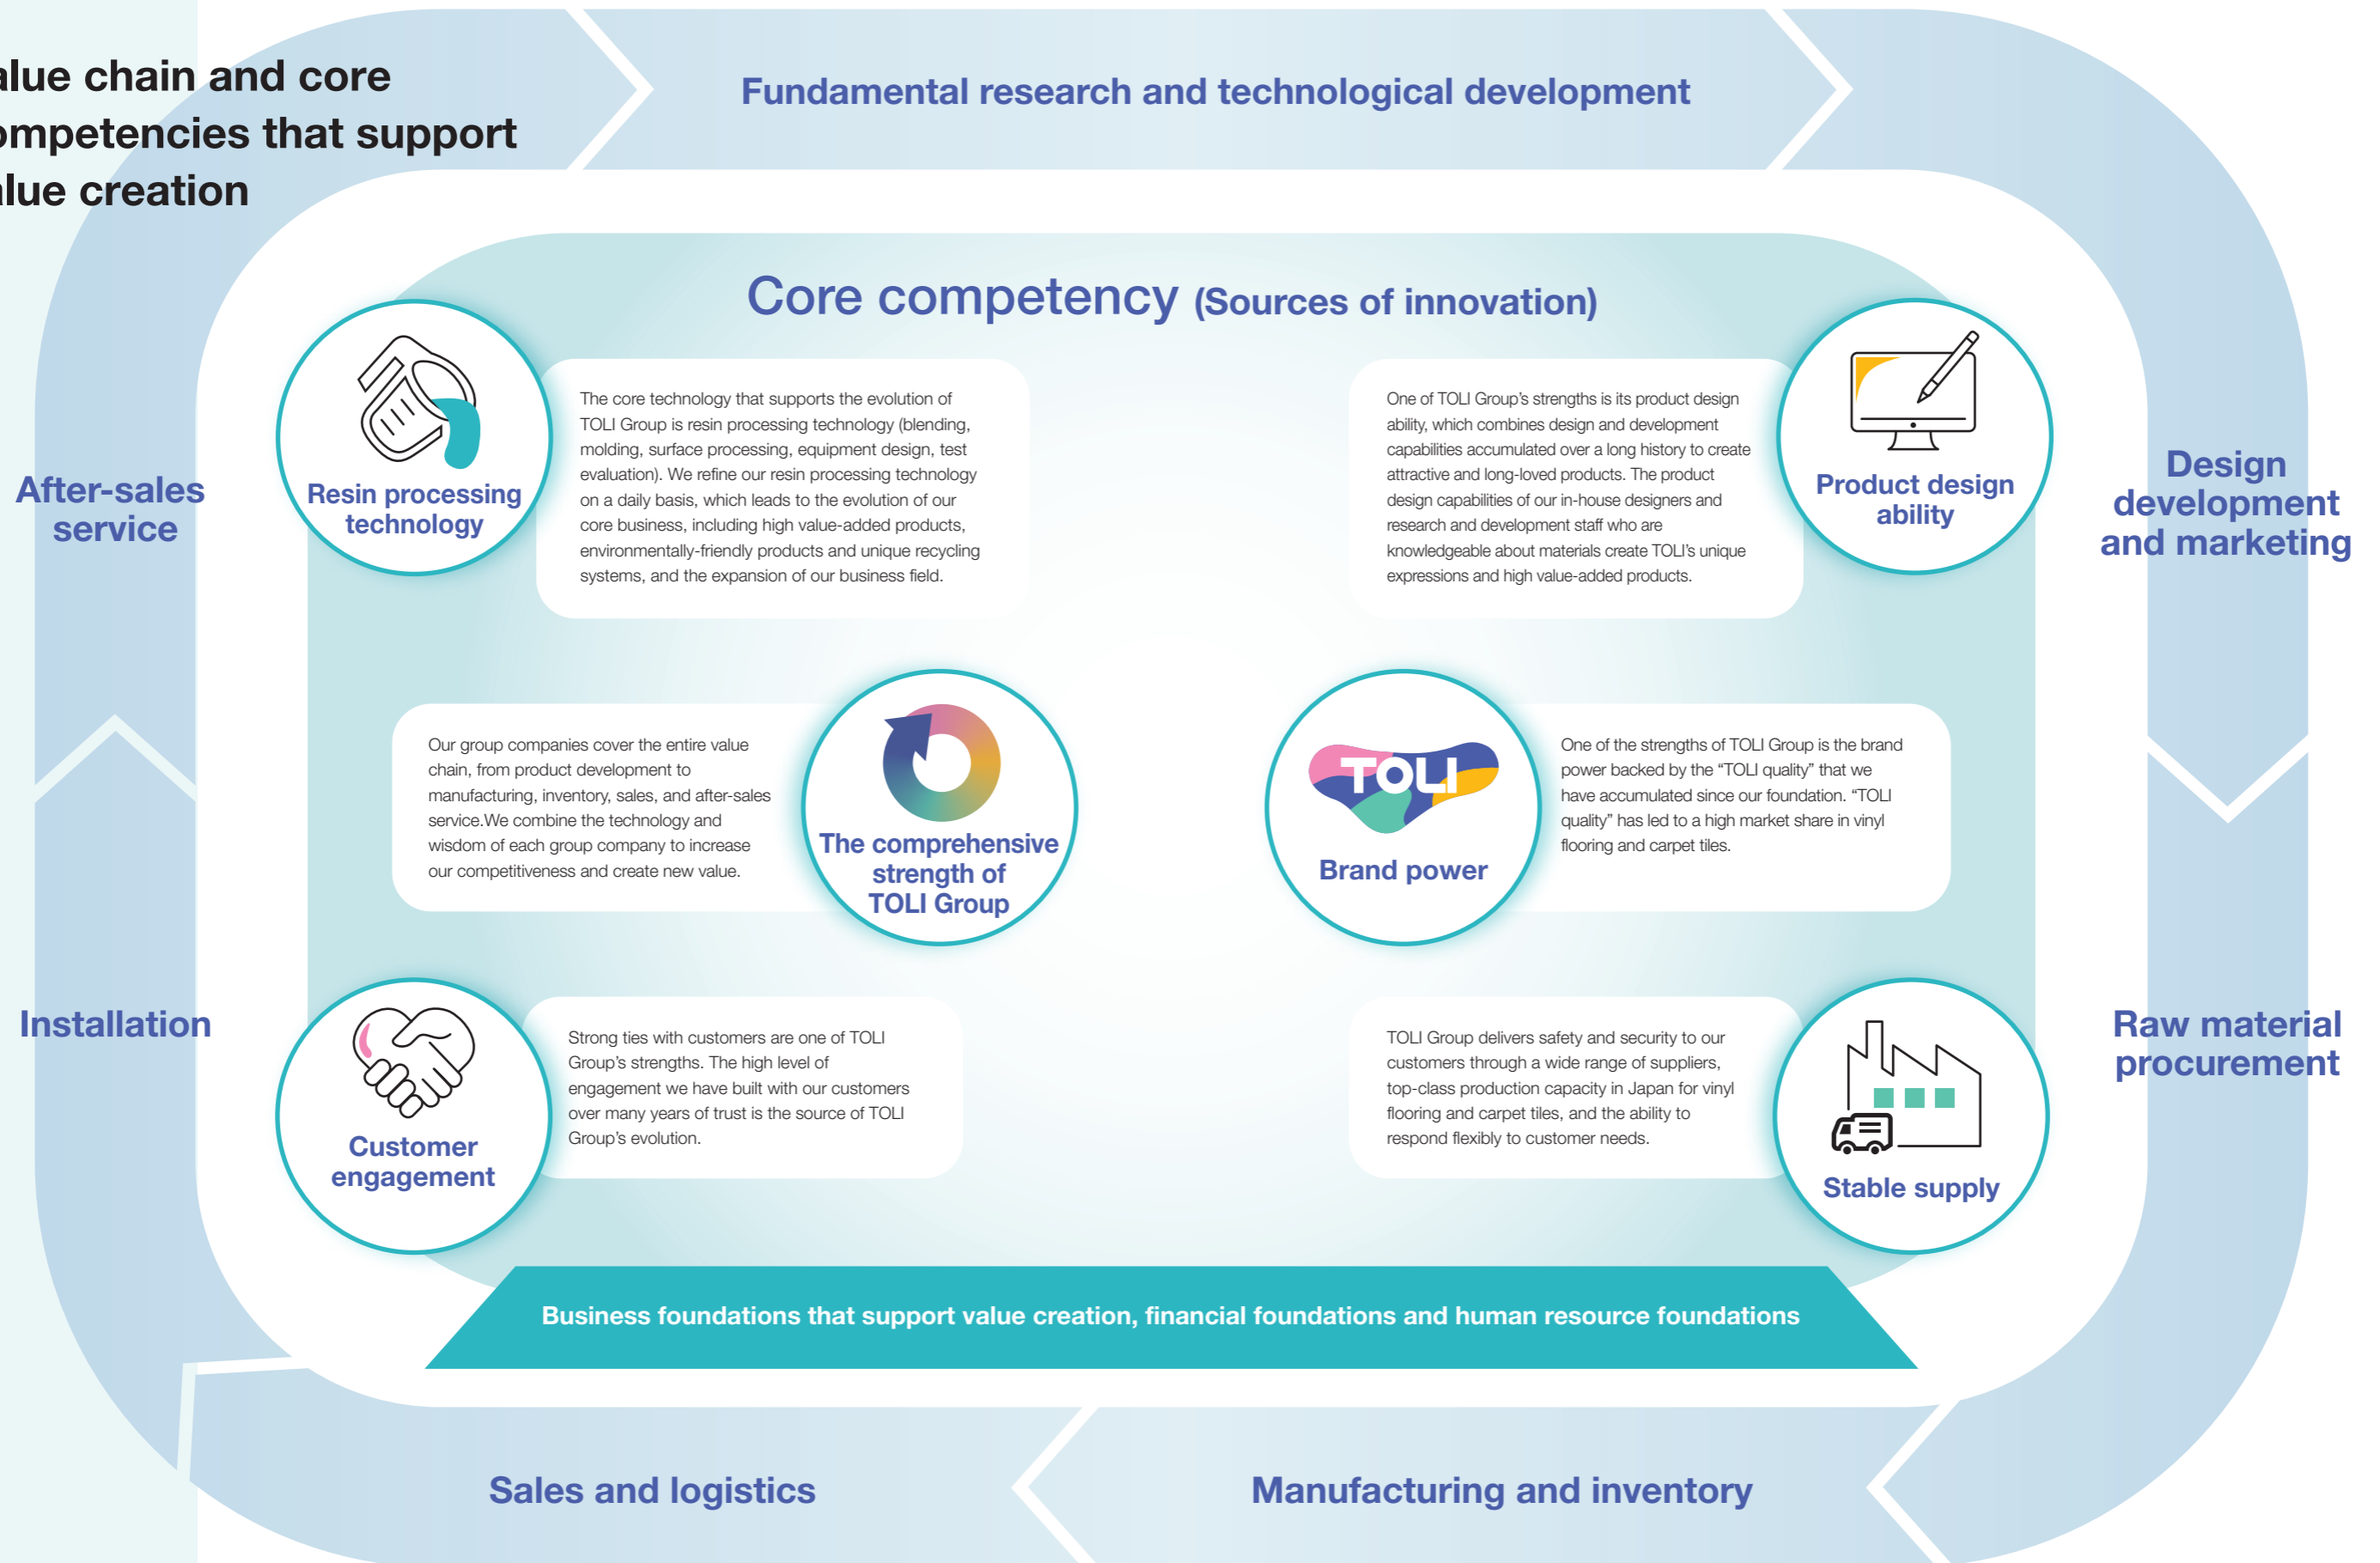 alue chain and core
ompetencies that support
alue creation
Fundamental research and technological development
Core competency (Sources of innovation)
Resin processing
technology
The core technology that supports the evolution of
TOLI Group is resin processing technology (blending,
molding, surface processing, equipment design, test
evaluation). We refine our resin processing technology
on a daily basis, which leads to the evolution of our
core business, including high value-added products,
environmentally-friendly products and unique recycling
systems, and the expansion of our business field.
One of TOLI Group's strengths is its product design
ability, which combines design and development
capabilities accumulated over a long history to create
attractive and long-loved products. The product
design capabilities of our in-house designers and
research and development staff who are
knowledgeable about materials create TOLI's unique
expressions and high value-added products.
Product design
ability
After-sales
service
Design
development
and marketing
Our group companies cover the entire value
chain, from product development to
manufacturing, inventory, sales, and after-sales
service.We combine the technology and
wisdom of each group company to increase
our competitiveness and create new value.
The comprehensive
strength of
TOLI Group
TOLI
Brand power
One of the strengths of TOLI Group is the brand
power backed by the “TOLI quality” that we
have accumulated since our foundation. “TOLI
quality” has led to a high market share in vinyl
flooring and carpet tiles.
Installation
Customer
engagement
Strong ties with customers are one of TOLI
Group's strengths. The high level of
engagement we have built with our customers
over many years of trust is the source of TOLI
Group's evolution.
TOLI Group delivers safety and security to our
customers through a wide range of suppliers,
top-class production capacity in Japan for vinyl
flooring and carpet tiles, and the ability to
respond flexibly to customer needs.
Stable supply
Raw material
procurement
Business foundations that support value creation, financial foundations and human resource foundations
Sales and logistics
Manufacturing and inventory